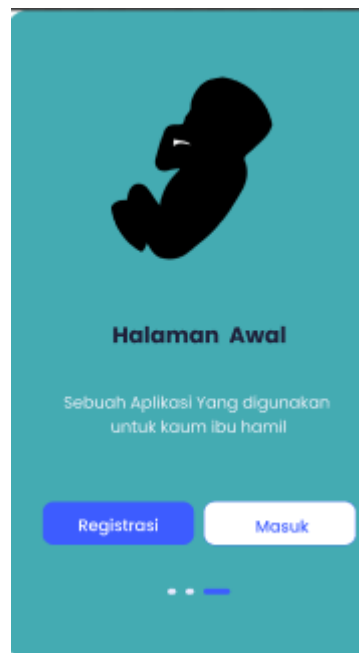 Halaman Awal
Sebuah Aplikasi Yang digunakan
untuk kaum ibu hamil
Registrasi
Masuk